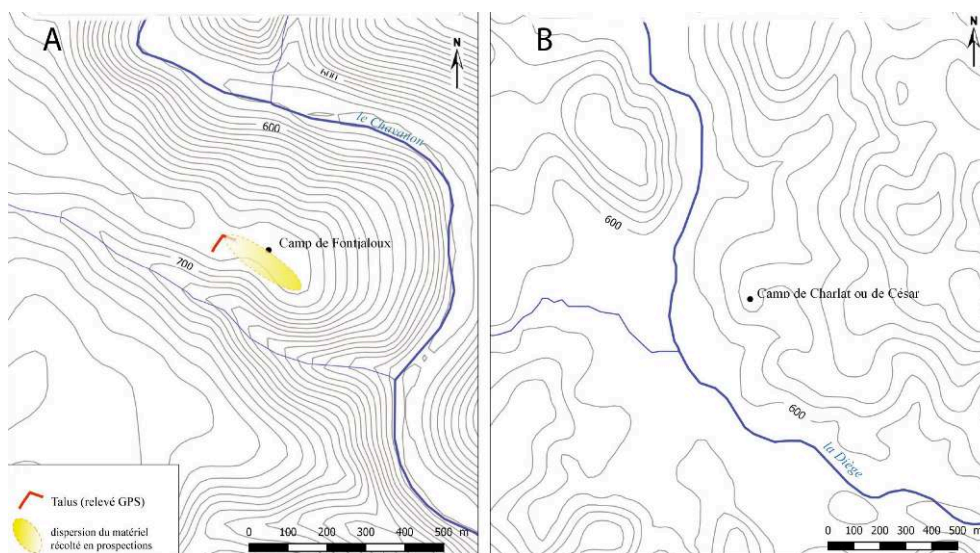 A
N
600
le Chavanon
600
Camp de Fontjaloux
700
Talus (relevé GPS)
dispersion du matériel
récolté en prospections
0 100 200 300 400 500 m
B
N
600
Camp de Charlat ou de César
600
la Diège
0 100 200 300 400 500 m